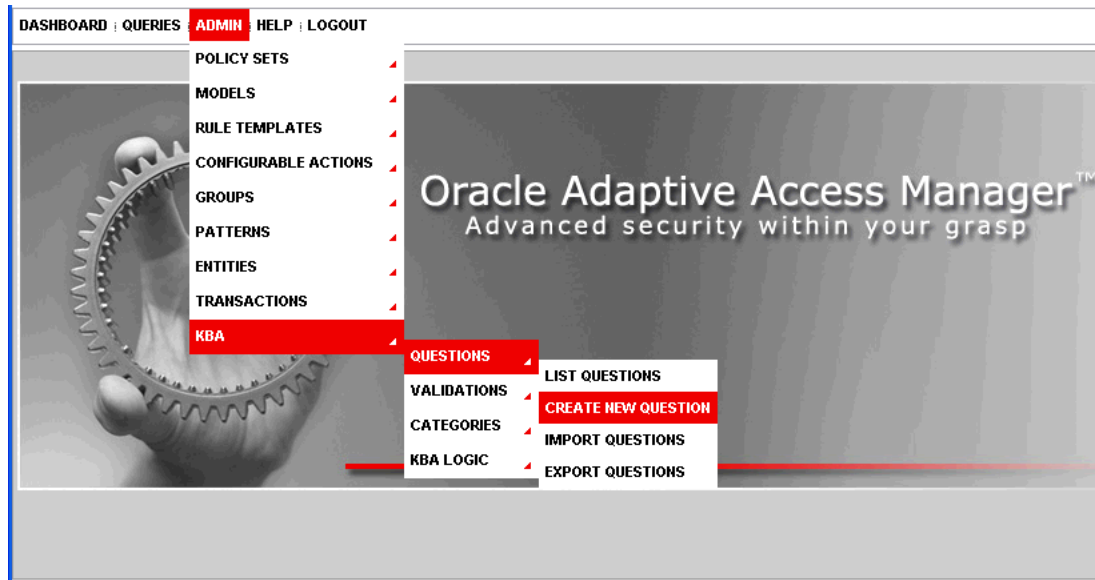 DASHBOARD QUERIES ADMIN HELP LOGOUT
POLICY SETS
MODELS
RULE TEMPLATES
CONFIGURABLE ACTIONS
GROUPS
PATTERNS
ENTITIES
TRANSACTIONS
KBA
QUESTIONS
VALIDATIONS
CATEGORIES
KBA LOGIC
LIST QUESTIONS
CREATE NEW QUESTION
IMPORT QUESTIONS
EXPORT QUESTIONS
Oracle Adaptive Access Manager™
Advanced security within your grasp